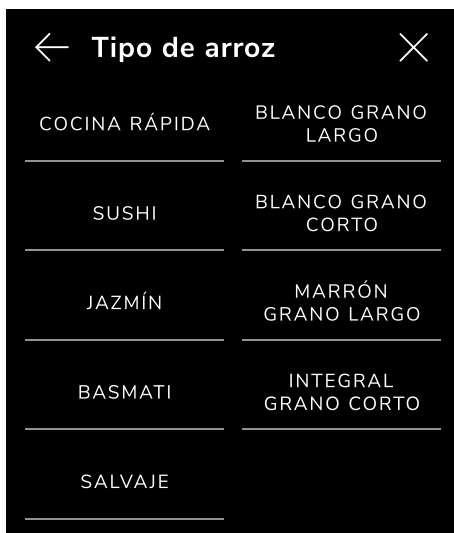 Tipo de arroz
COCINA RÁPIDA
BLANCO GRANO
LARGO
SUSHI
BLANCO GRANO
CORTO
JAZMÍN
MARRÓN
GRANO LARGO
BASMATI
INTEGRAL
GRANO CORTO
SALVAJE